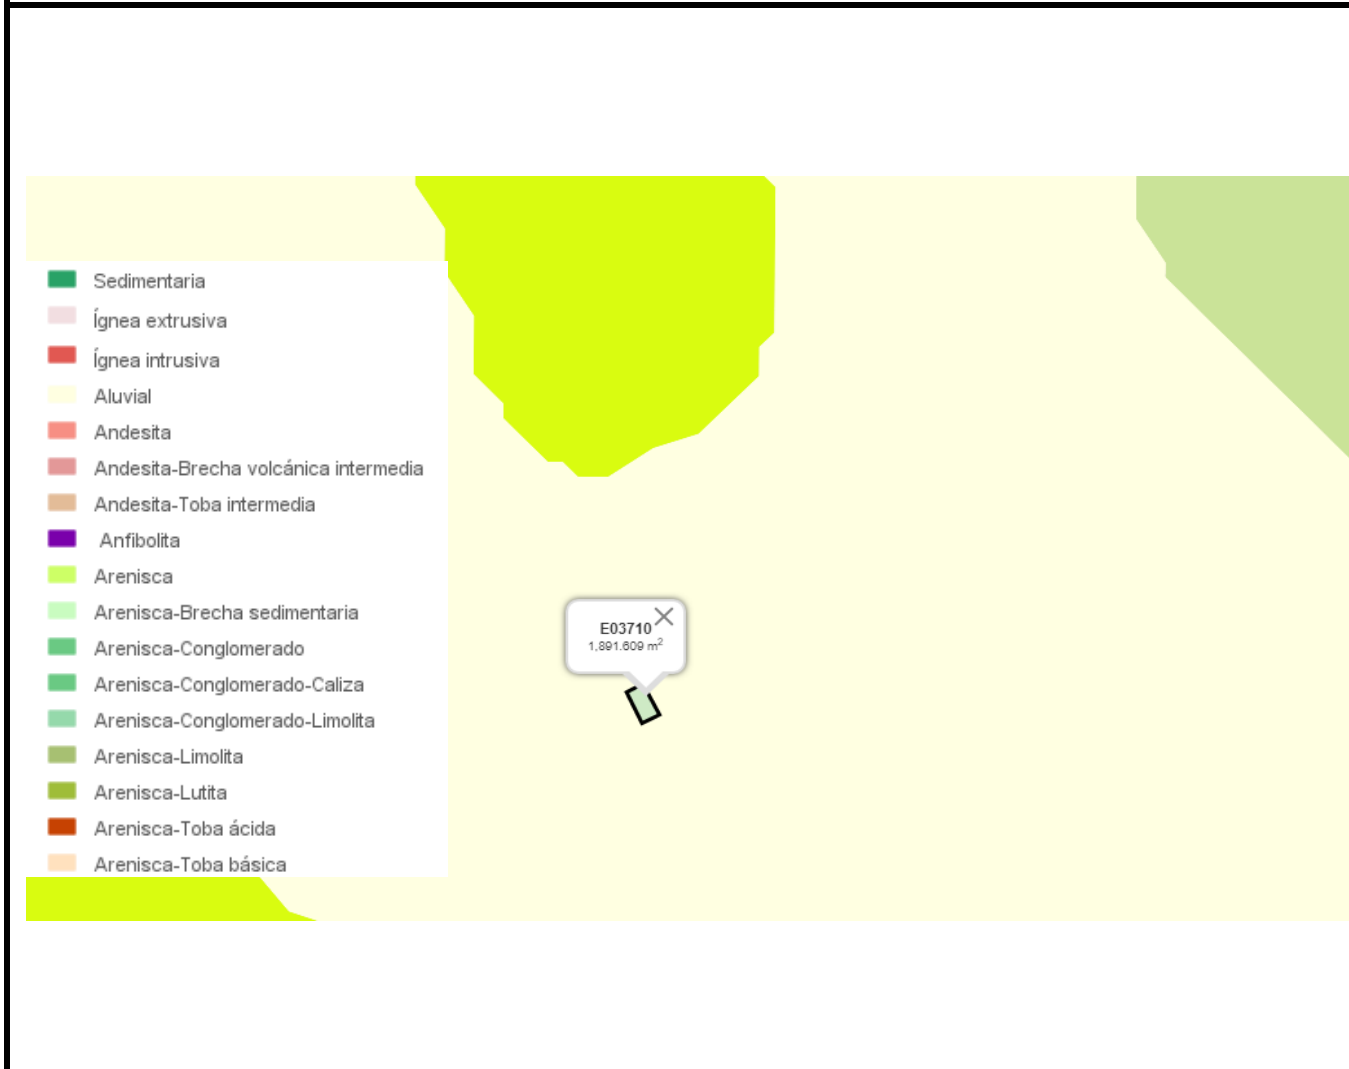 Sedimentaria
Ígnea extrusiva
Ígnea intrusiva
Aluvial
Andesita
Andesita-Brecha volcánica intermedia
Andesita-Toba intermedia
Anfibolita
Arenisca
Arenisca-Brecha sedimentaria
Arenisca-Conglomerado
Arenisca-Conglomerado-Caliza
Arenisca-Conglomerado-Limolita
Arenisca-Limolita
Arenisca-Lutita
Arenisca-Toba ácida
Arenisca-Toba básica
E03710
1,891.609 m²